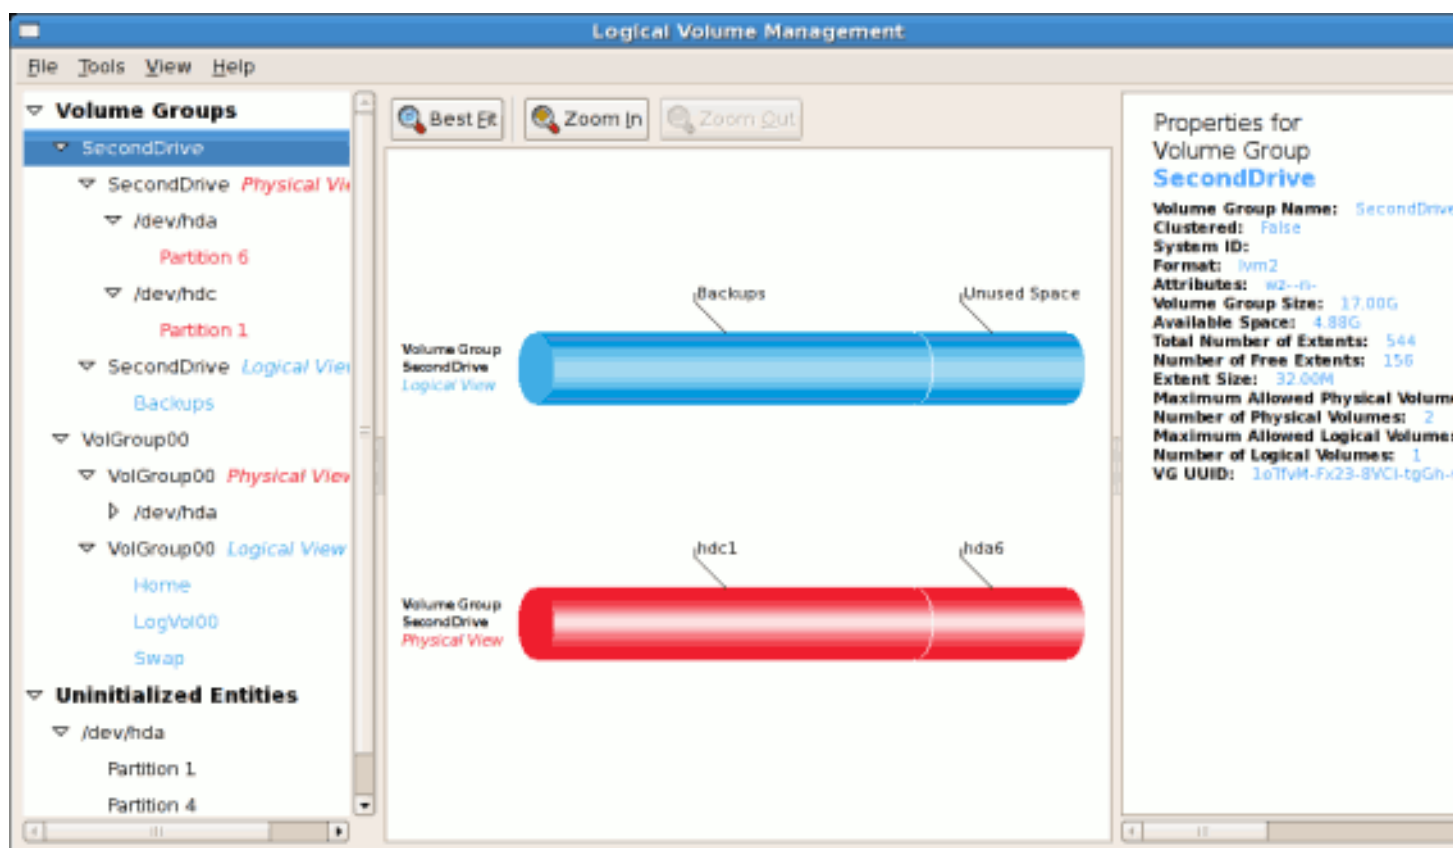 Logical Volume Management
File Tools View Help
Volume Groups
SecondDrive
SecondDrive Physical Vie
/dev/hda
Partition 6
/dev/hdc
Partition 1
SecondDrive Logical View
Backups
VolGroup00
VolGroup00 Physical View
/dev/hda
VolGroup00 Logical View
Home
LogVol00
Swap
Uninitialized Entities
/dev/hda
Partition 1
Partition 4
Best Fit Zoom In Zoom Out
Backups Unused Space
Volume Group
SecondDrive
Logical View
hdc1 hda6
Volume Group
SecondDrive
Physical View
Properties for
Volume Group
SecondDrive
Volume Group Name: SecondDrive
Clustered: False
System ID:
Format: lvm2
Attributes: wz--n-
Volume Group Size: 17.00G
Available Space: 4.88G
Total Number of Extents: 544
Number of Free Extents: 156
Extent Size: 32.00M
Maximum Allowed Physical Volume
Number of Physical Volumes: 2
Maximum Allowed Logical Volumes
Number of Logical Volumes: 1
VG UUID: